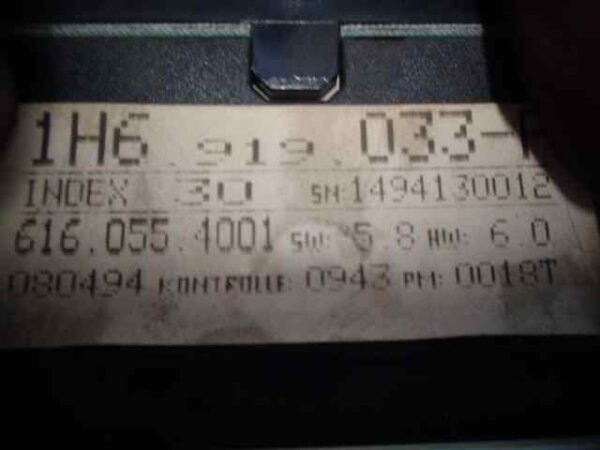 1H6.919.033-
INDEX 30 SN:1494130012
616.055.4001 SW: 5.8 HW: 6.0
080494 KONTROLLE: 0943 PM: 0018T